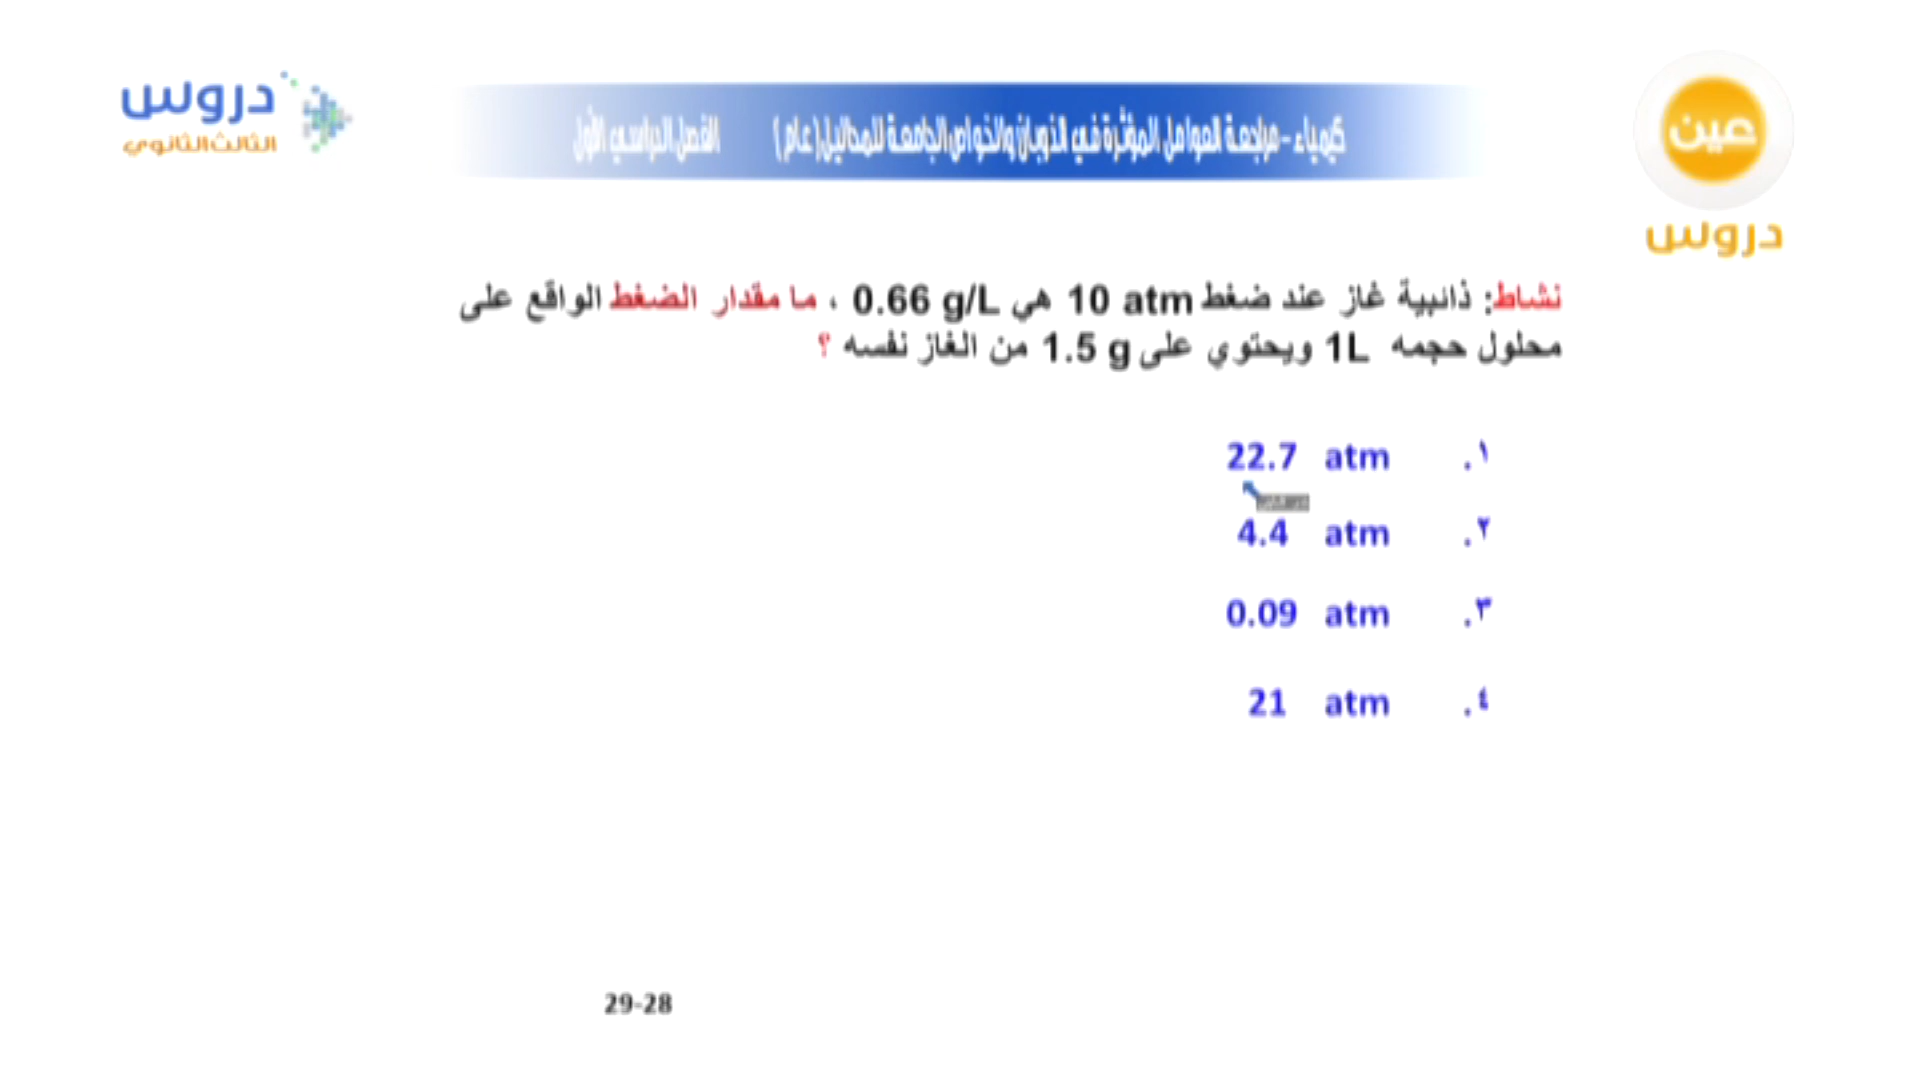 دروس
الثالث الثانوي
كيمياء - مراجعة العوامل المؤثرة في الذوبان والخواص الجامعة للمحاليل (عام) الفصل الدراسي الأول
عين
دروس
نشاط: ذائبية غاز عند ضغط 10 atm هي 0.66 g/L ، ما مقدار الضغط الواقع على
محلول حجمه 1L ويحتوي على 1.5 g من الغاز نفسه ؟
١. 22.7 atm
٢. 4.4 atm
٣. 0.09 atm
٤. 21 atm
29-28